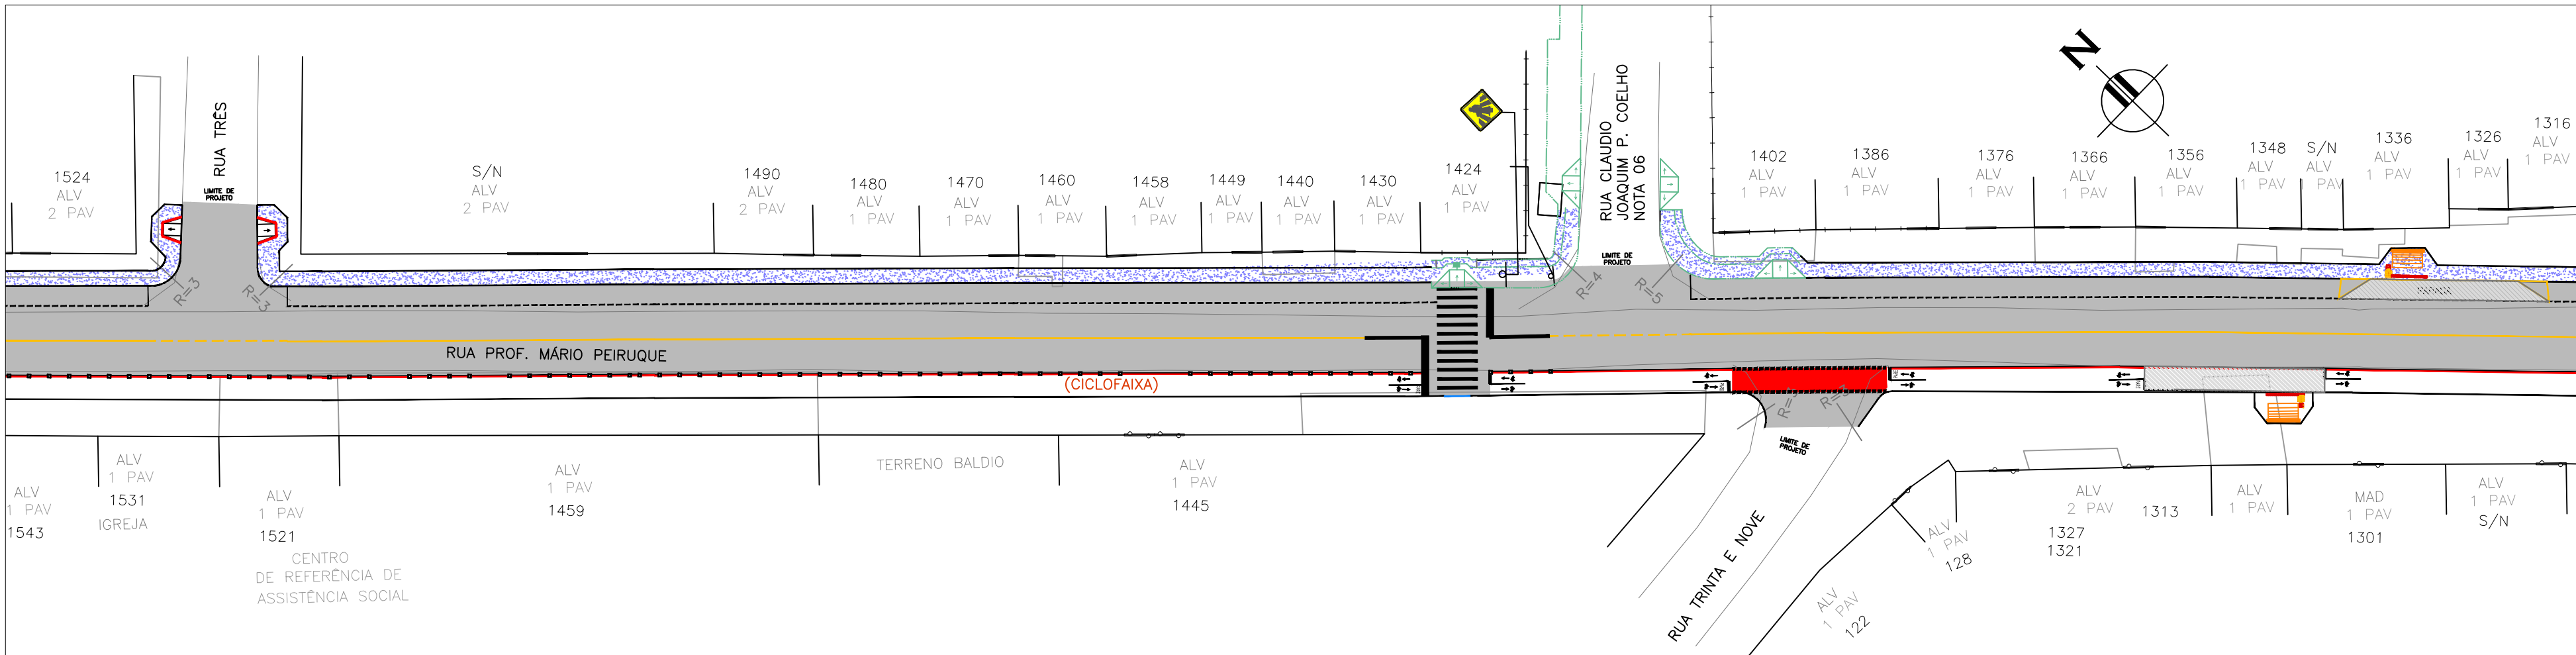 1524
ALV
2 PAV
RUA TRÊS
LIMITE DE
PROJETO
R=3
R=3
S/N
ALV
2 PAV
1490
ALV
2 PAV
1480
ALV
1 PAV
1470
ALV
1 PAV
1460
ALV
1 PAV
1458
ALV
1 PAV
1449
ALV
1 PAV
1440
ALV
1 PAV
1430
ALV
1 PAV
1424
ALV
1 PAV
RUA CLAUDIO
JOAQUIM P. COELHO
NOTA 06
LIMITE DE
PROJETO
R=4
R=5
1402
ALV
1 PAV
1386
ALV
1 PAV
1376
ALV
1 PAV
1366
ALV
1 PAV
1356
ALV
1 PAV
1348
ALV
1 PAV
S/N
ALV
1 PAV
1336
ALV
1 PAV
1326
ALV
1 PAV
1316
ALV
1 PAV
N
RUA PROF. MÁRIO PEIRUQUE
(CICLOFAIXA)
R=3
LIMITE DE
PROJETO
RUA TRINTA E NOVE
ALV
1 PAV
1543
ALV
1 PAV
1531
IGREJA
ALV
1 PAV
1521
CENTRO
DE REFERÊNCIA DE
ASSISTÊNCIA SOCIAL
ALV
1 PAV
1459
TERRENO BALDIO
ALV
1 PAV
1445
ALV
1 PAV
122
ALV
1 PAV
128
ALV
2 PAV
1327
1321
1313
ALV
1 PAV
MAD
1 PAV
1301
ALV
1 PAV
S/N